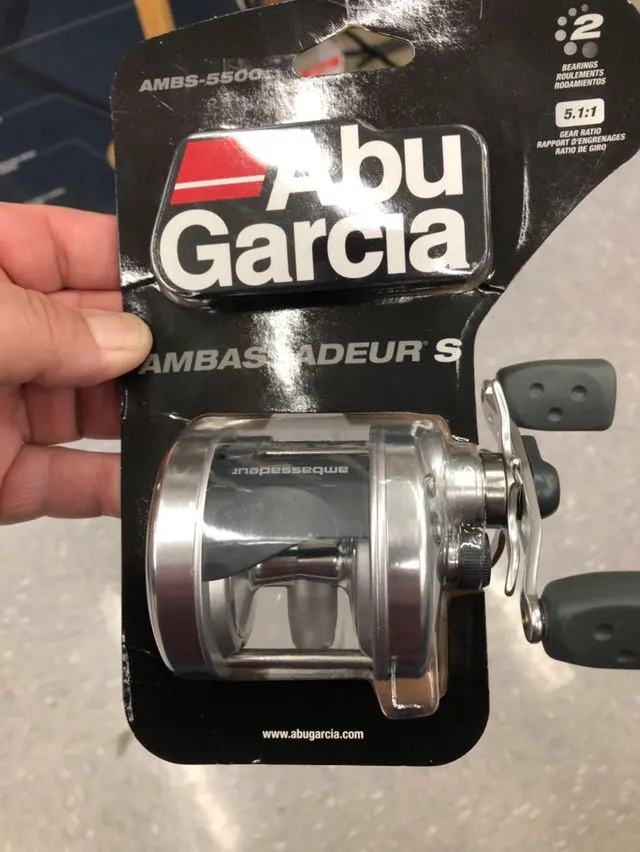 AMBS-5500
2
BEARINGS
ROULEMENTS
RODAMIENTOS
5.1:1
GEAR RATIO
RAPPORT D'ENGRENAGES
RATIO DE GIRO
Abu
Garcia
AMBASSADEUR® S
ambassadeur
www.abugarcia.com